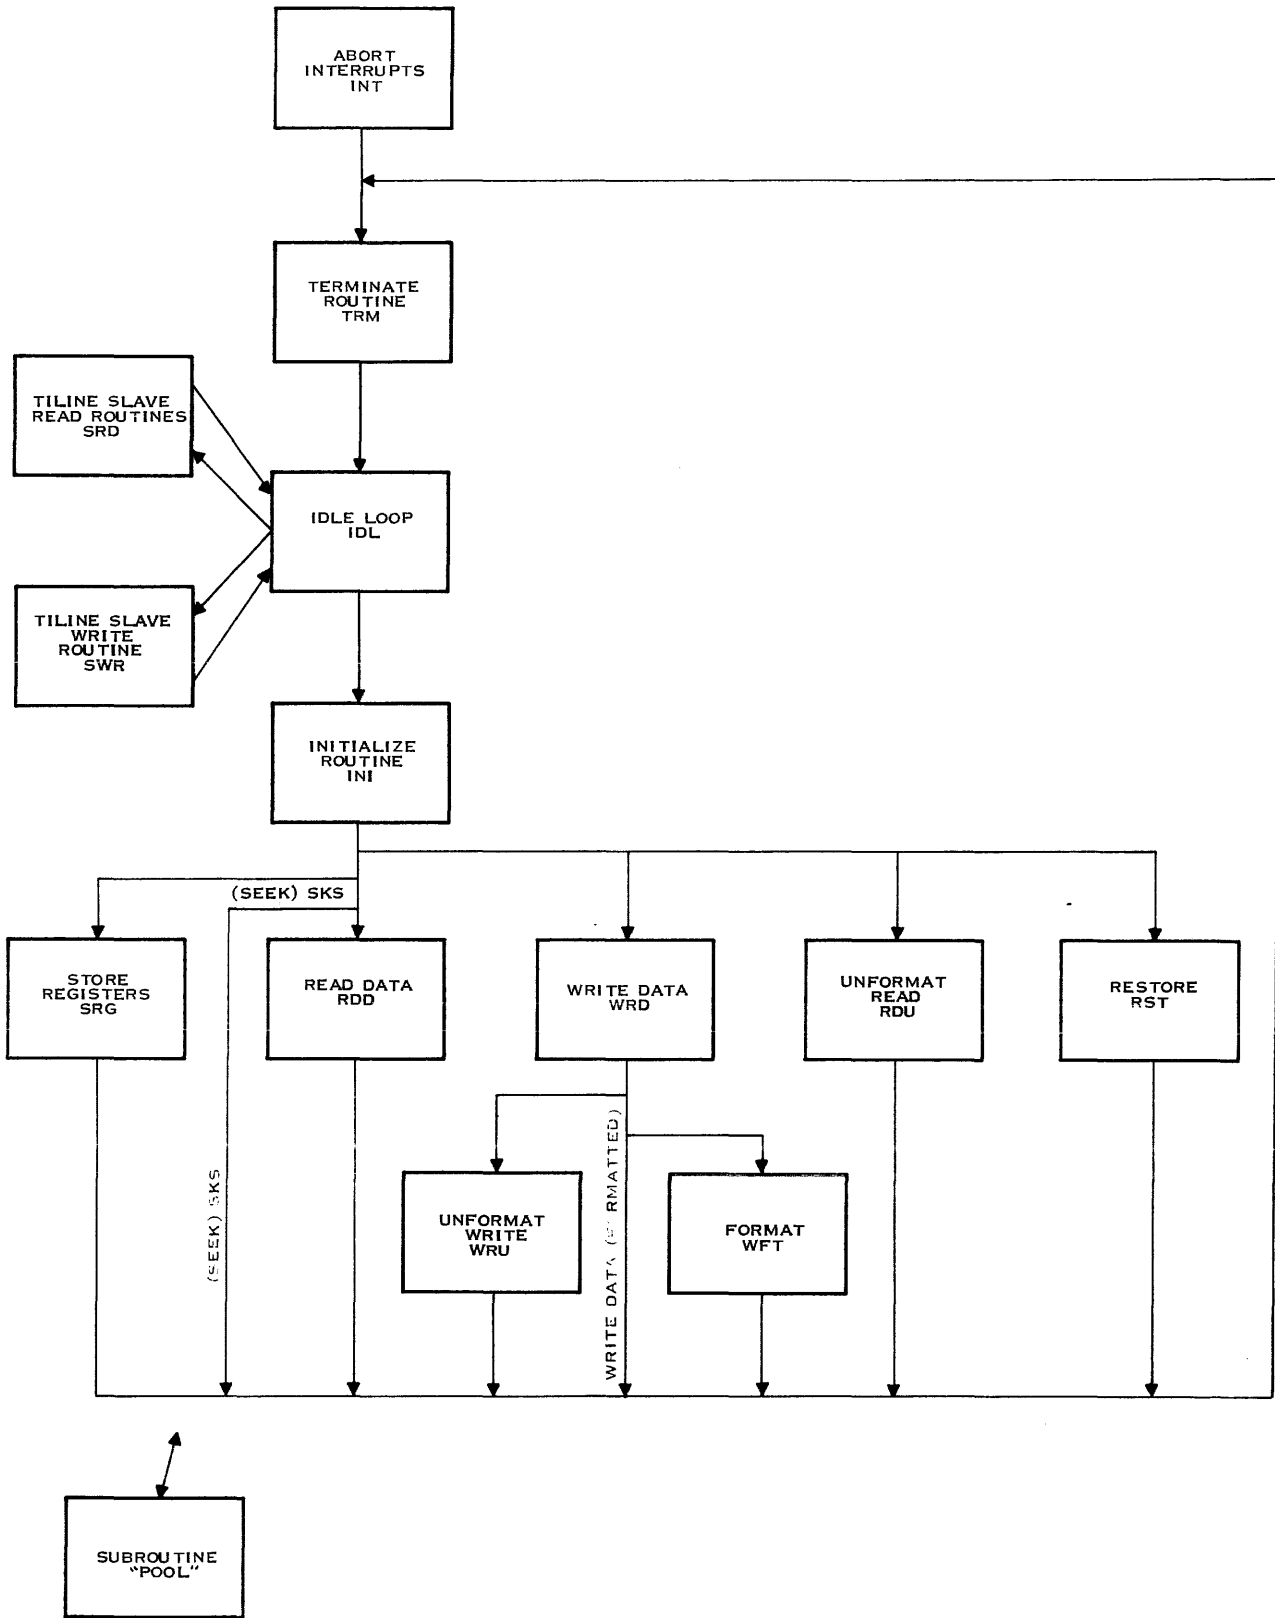 ABORT
INTERRUPTS
INT
TERMINATE
ROUTINE
TRM
TILINE SLAVE
READ ROUTINES
SRD
IDLE LOOP
IDL
TILINE SLAVE
WRITE
ROUTINE
SWR
INITIALIZE
ROUTINE
INI
(SEEK) SKS
STORE
REGISTERS
SRG
READ DATA
RDD
WRITE DATA
WRD
UNFORMAT
READ
RDU
RESTORE
RST
(SEEK) SKS
UNFORMAT
WRITE
WRU
WRITE DATA
FORMAT
WFT
SUBROUTINE
"POOL"